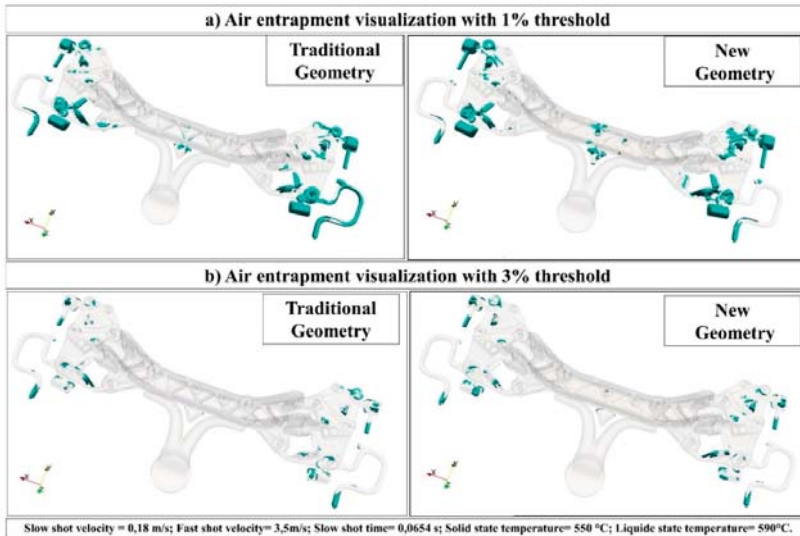 a) Air entrapment visualization with 1% threshold
Traditional
Geometry
New
Geometry
b) Air entrapment visualization with 3% threshold
Traditional
Geometry
New
Geometry
Slow shot velocity = 0,18 m/s; Fast shot velocity= 3,5m/s; Slow shot time= 0,0654 s; Solid state temperature= 550 °C; Liquide state temperature= 590°C.